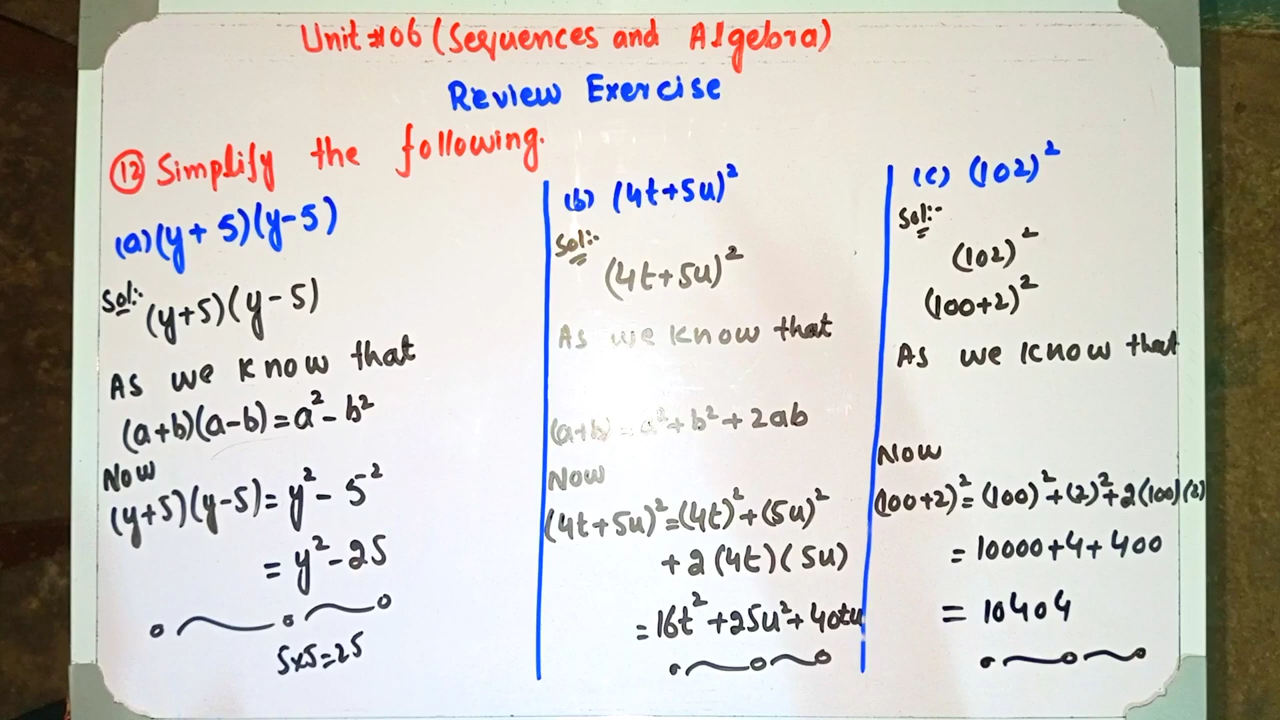 Unit #06 (Sequences and Algebra)
Review Exercise
(12) Simplify the following.
(a) (y+5)(y-5)
Sol:- (y+5)(y-5)
As we know that
(a+b)(a-b)=a²-b²
Now
(y+5)(y-5)=y²-5²
=y²-25
5x5=25
(b) (4t+5u)²
Sol:-
(4t+5u)²
As we know that
(a+b)=a²+b²+2ab
Now
(4t+5u)²=(4t)²+(5u)²
+2(4t)(5u)
=16t²+25u²+40tu
(c) (102)²
Sol:-
(102)²
(100+2)²
As we know that
Now
(100+2)²=(100)²+(2)²+2(100)(2)
=10000+4+400
=10404